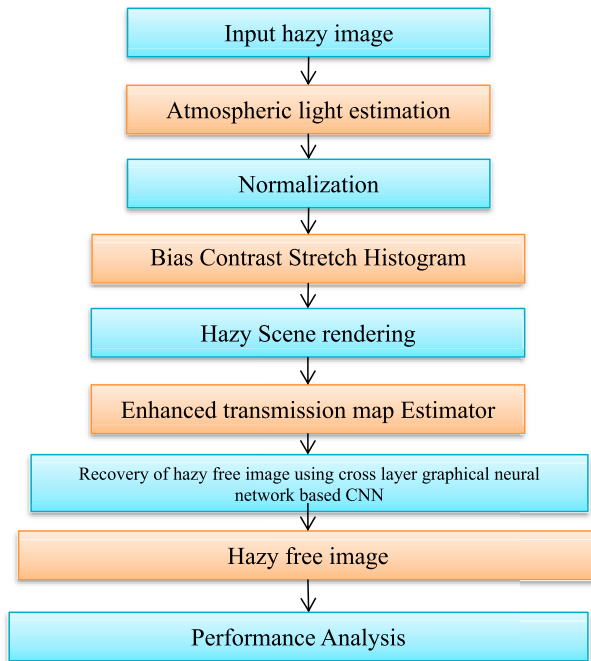 Input hazy image
Atmospheric light estimation
Normalization
Bias Contrast Stretch Histogram
Hazy Scene rendering
Enhanced transmission map Estimator
Recovery of hazy free image using cross layer graphical neural
network based CNN
Hazy free image
Performance Analysis